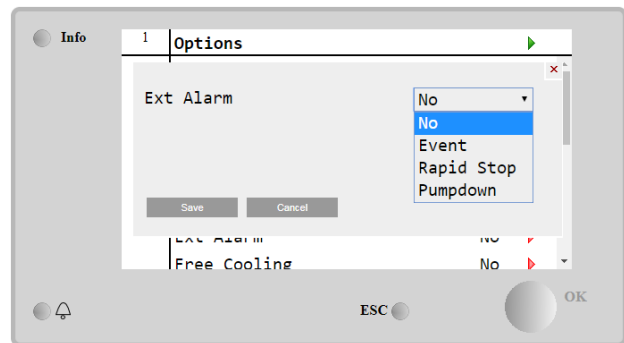 Info
1 Options
×
Ext Alarm No
No
Event
Rapid Stop
Pumpdown
Save Cancel
Ext Alarm No
Free Cooling No
ESC
OK